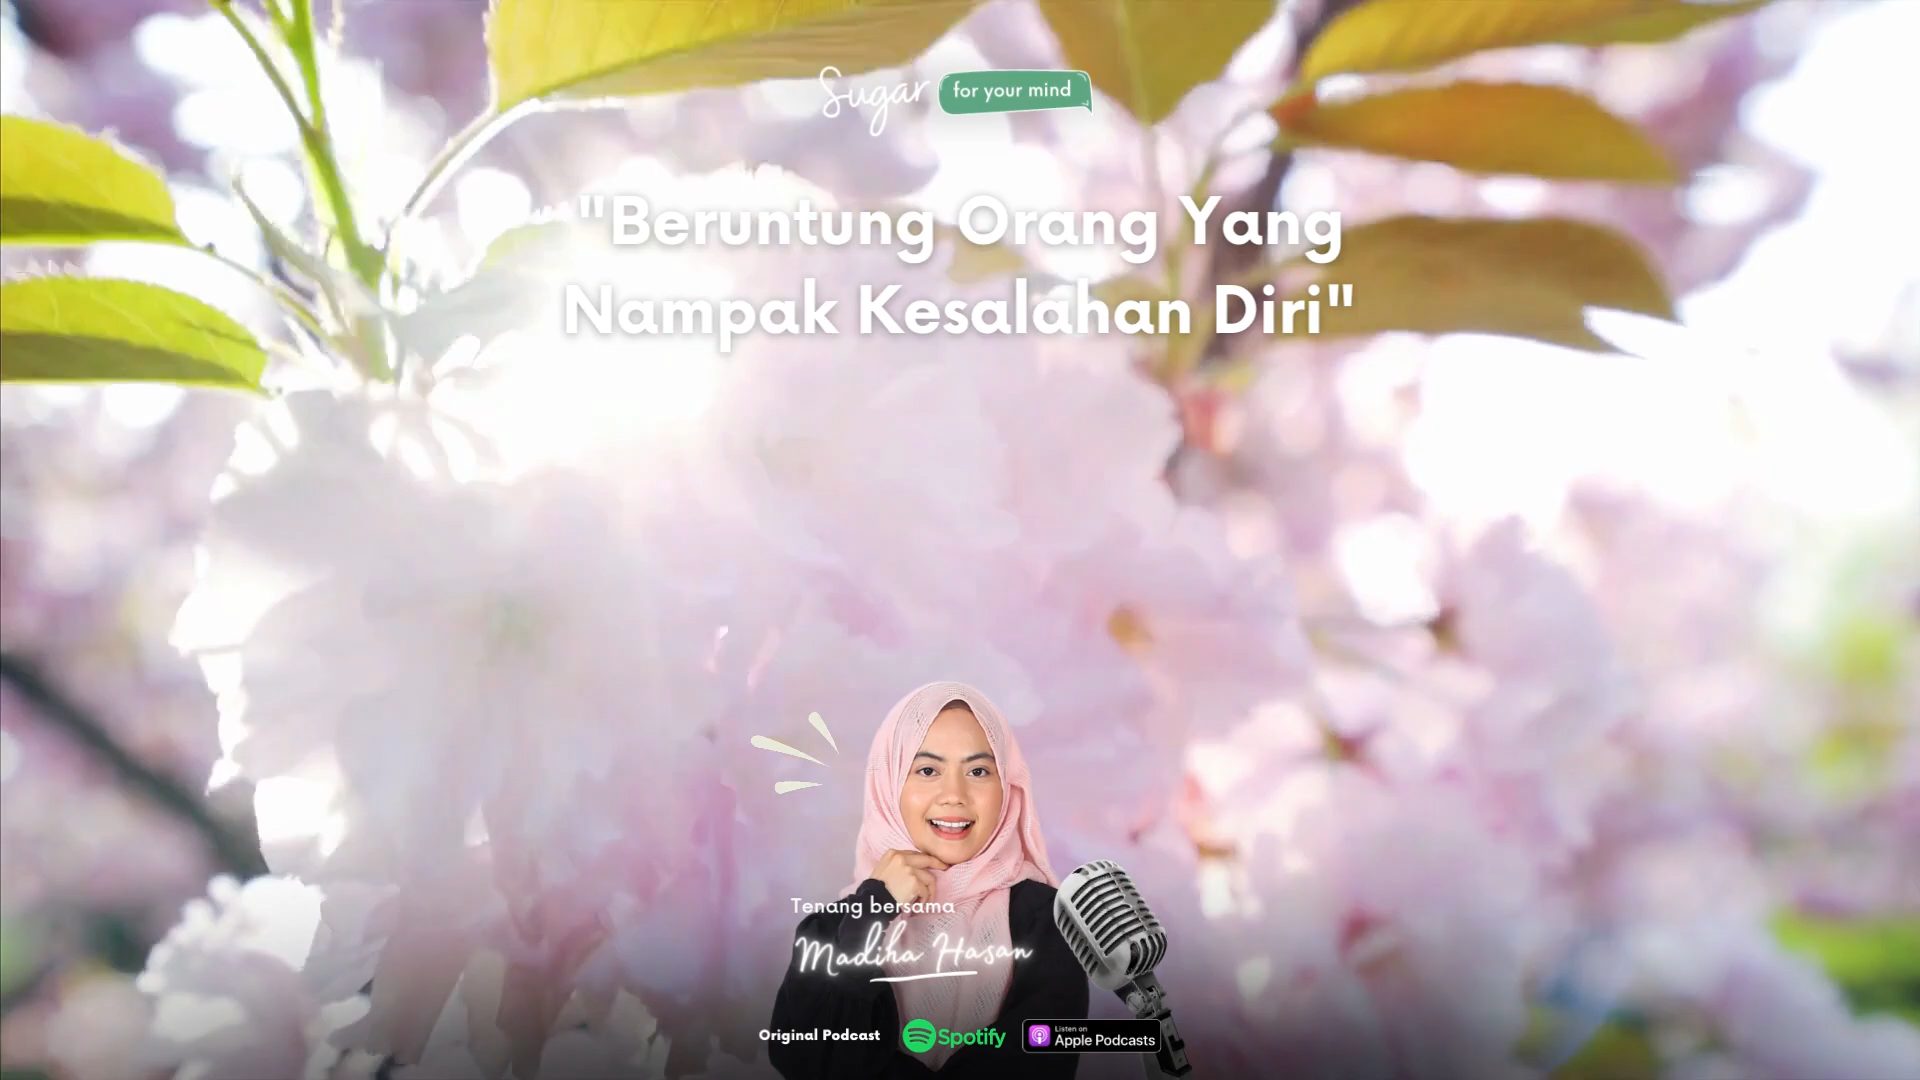 Sugar for your mind
"Beruntung Orang Yang
Nampak Kesalahan Diri"
Tenang bersama
Madiha Hasan
Original Podcast
Spotify
Listen on
Apple Podcasts